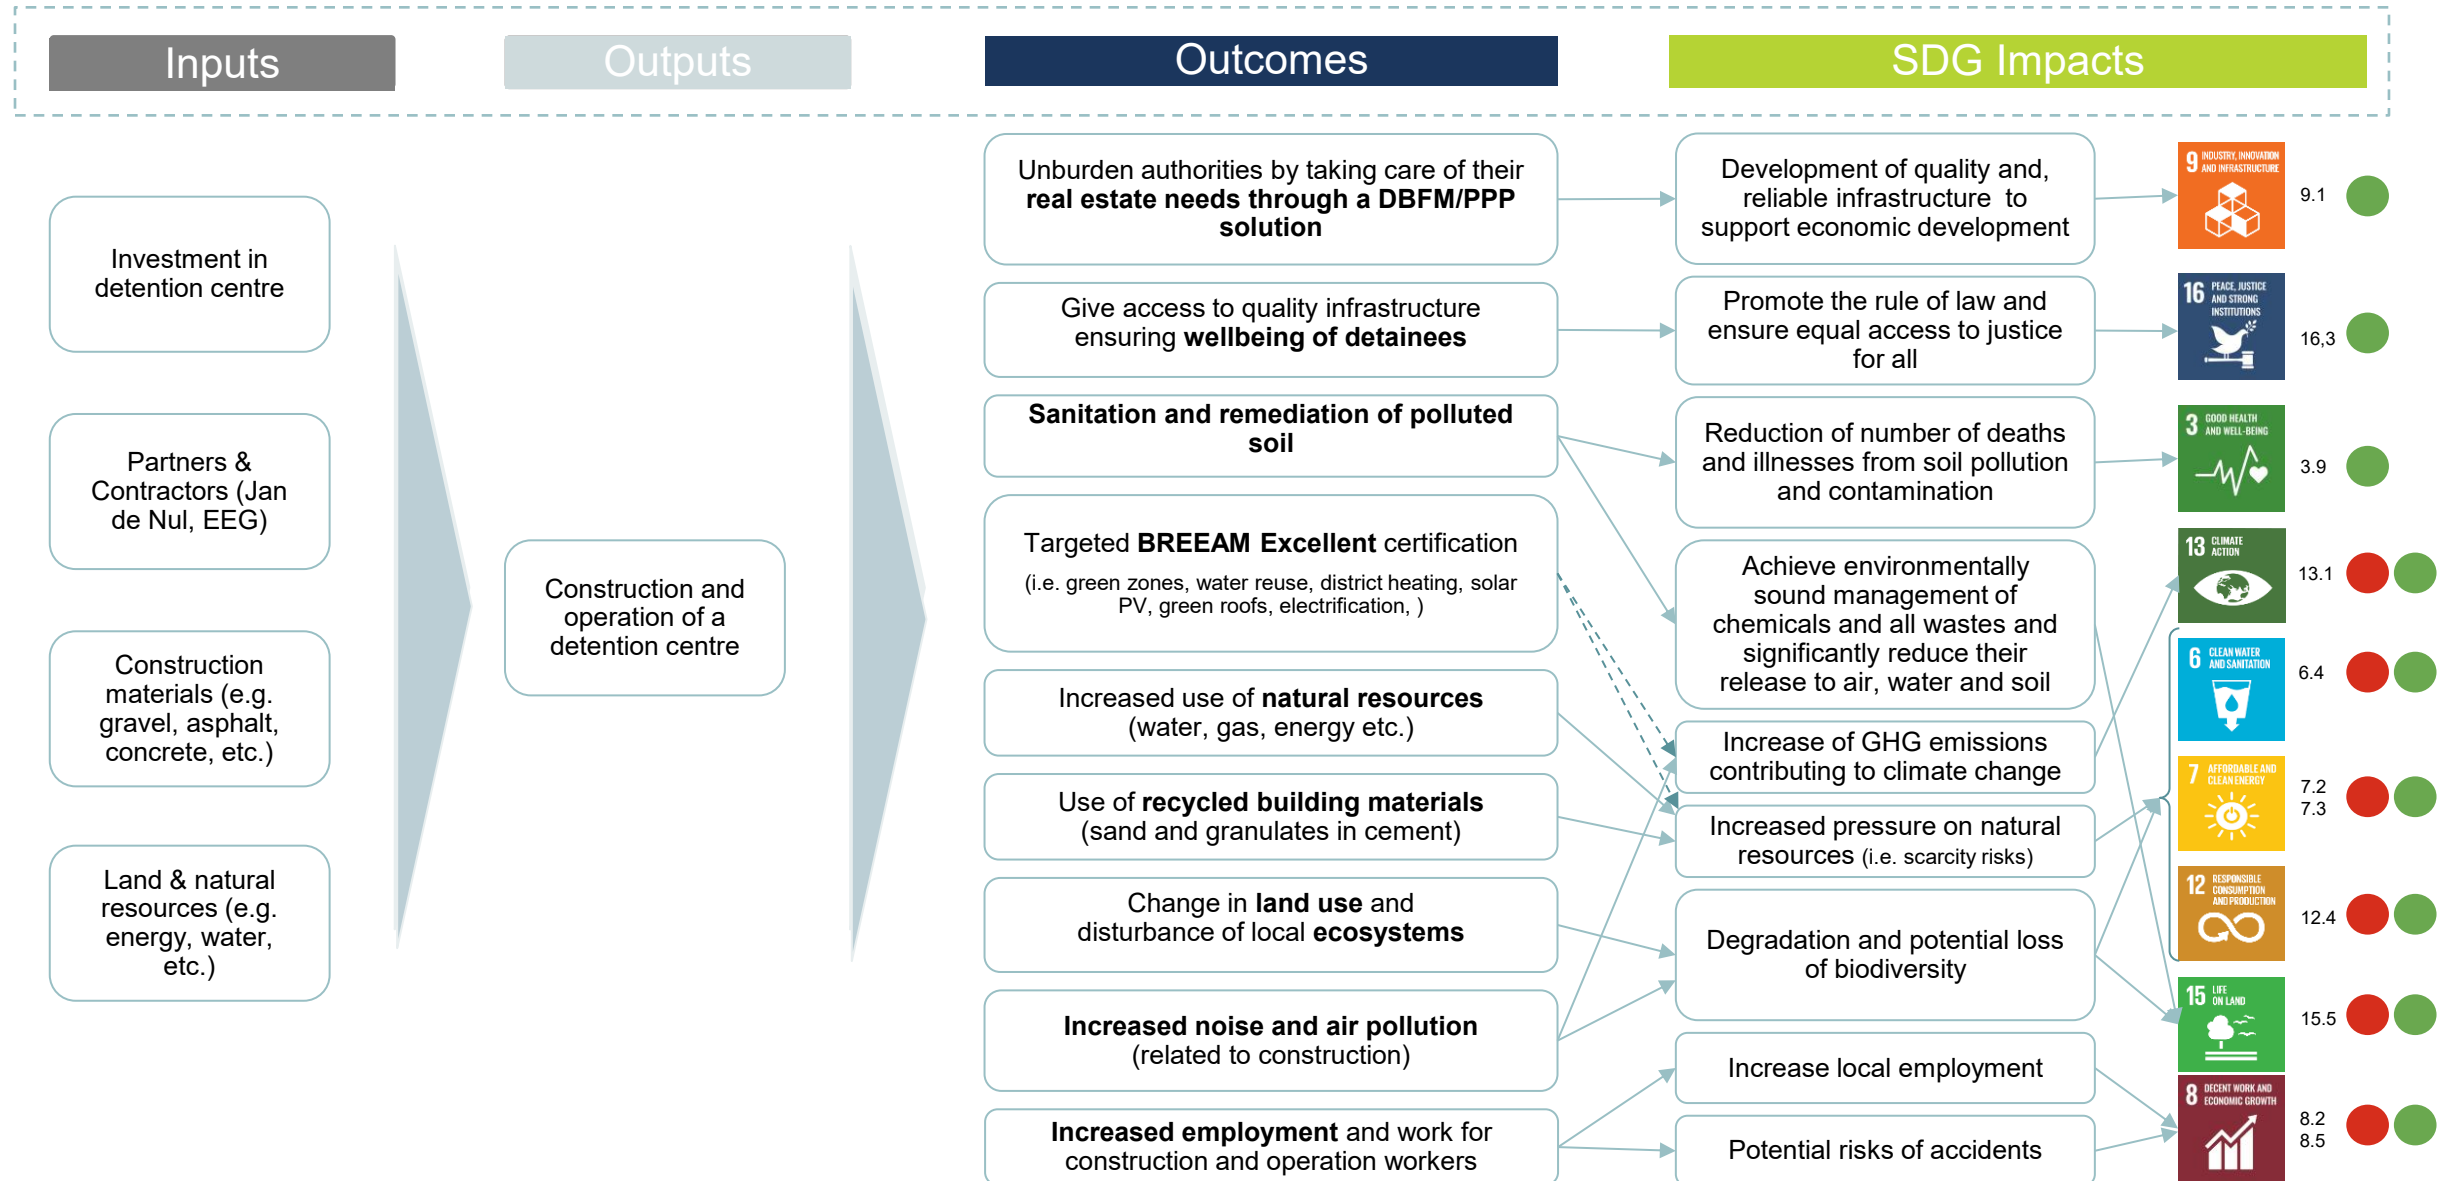 Inputs
Outputs
Outcomes
SDG Impacts
Investment in
detention centre
Partners &
Contractors (Jan
de Nul, EEG)
Construction
materials (e.g.
gravel, asphalt,
concrete, etc.)
Land & natural
resources (e.g.
energy, water,
etc.)
Construction and
operation of a
detention centre
Unburden authorities by taking care of their
real estate needs through a DBFM/PPP
solution
Give access to quality infrastructure
ensuring wellbeing of detainees
Sanitation and remediation of polluted
soil
Targeted BREEAM Excellent certification
(i.e. green zones, water reuse, district heating, solar
PV, green roofs, electrification, )
Increased use of natural resources
(water, gas, energy etc.)
Use of recycled building materials
(sand and granulates in cement)
Change in land use and
disturbance of local ecosystems
Increased noise and air pollution
(related to construction)
Increased employment and work for
construction and operation workers
Development of quality and,
reliable infrastructure to
support economic development
Promote the rule of law and
ensure equal access to justice
for all
Reduction of number of deaths
and illnesses from soil pollution
and contamination
Achieve environmentally
sound management of
chemicals and all wastes and
significantly reduce their
release to air, water and soil
Increase of GHG emissions
contributing to climate change
Increased pressure on natural
resources (i.e. scarcity risks)
Degradation and potential loss
of biodiversity
Increase local employment
Potential risks of accidents
9 INDUSTRY, INNOVATION
AND INFRASTRUCTURE
9.1
16 PEACE, JUSTICE
AND STRONG
INSTITUTIONS
16,3
3 GOOD HEALTH
AND WELL-BEING
3.9
13 CLIMATE
ACTION
13.1
6 CLEAN WATER
AND SANITATION
6.4
7 AFFORDABLE AND
CLEAN ENERGY
7.2
7.3
12 RESPONSIBLE
CONSUMPTION
AND PRODUCTION
12.4
15 LIFE
ON LAND
15.5
8 DECENT WORK AND
ECONOMIC GROWTH
8.2
8.5